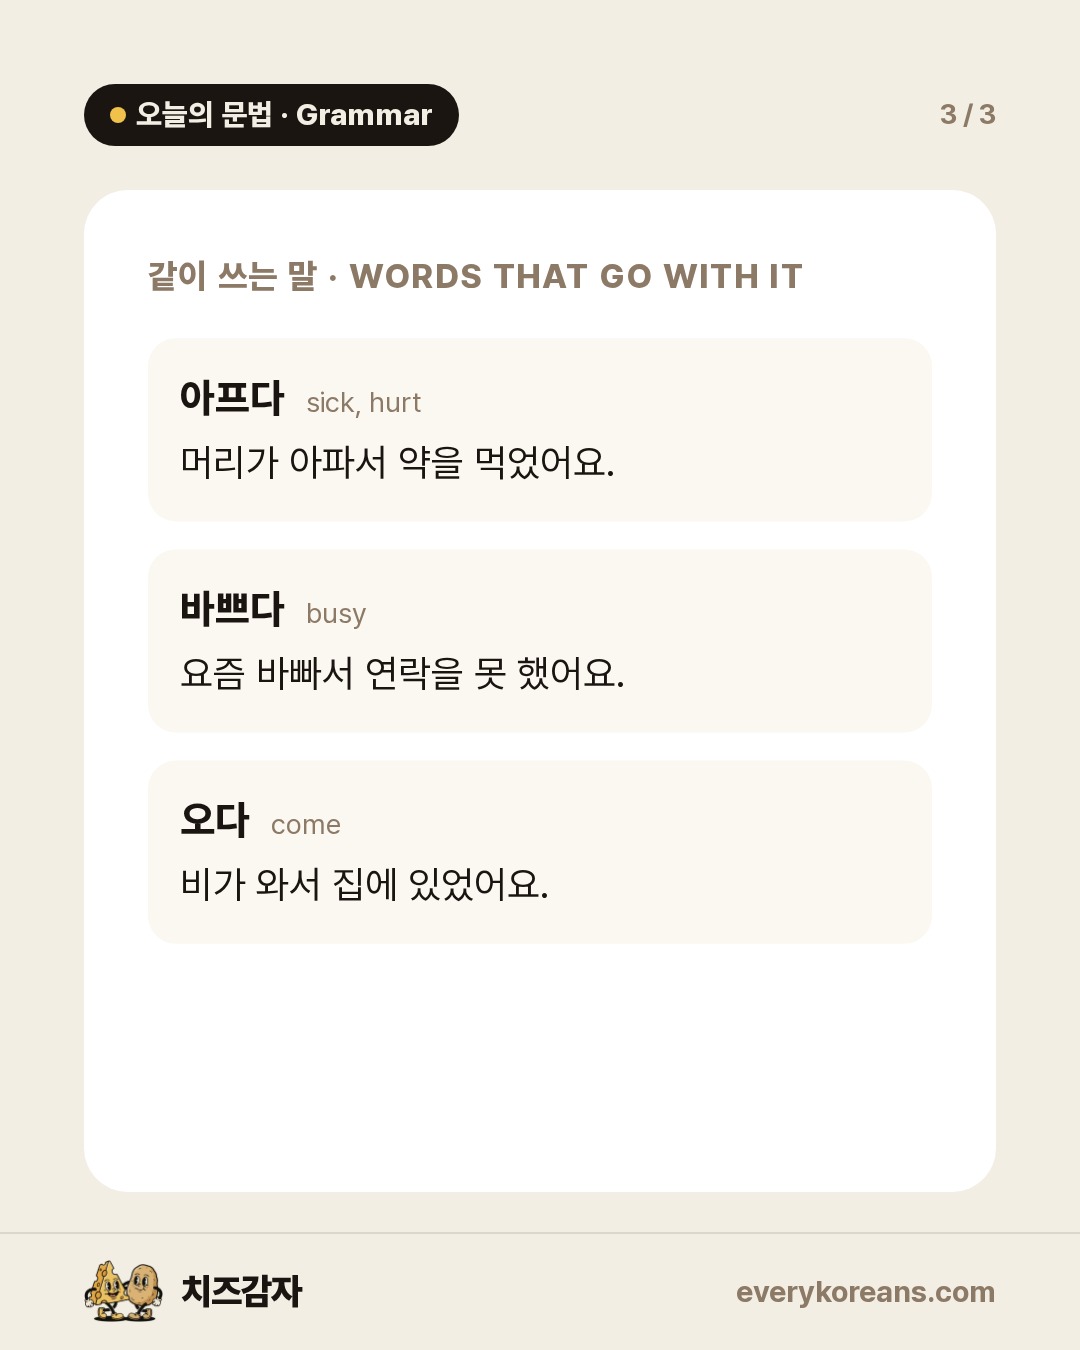 오늘의 문법 · Grammar
3 / 3
같이 쓰는 말 · WORDS THAT GO WITH IT
아프다 sick, hurt
머리가 아파서 약을 먹었어요.
바쁘다 busy
요즘 바빠서 연락을 못 했어요.
오다 come
비가 와서 집에 있었어요.
치즈감자
everykoreans.com